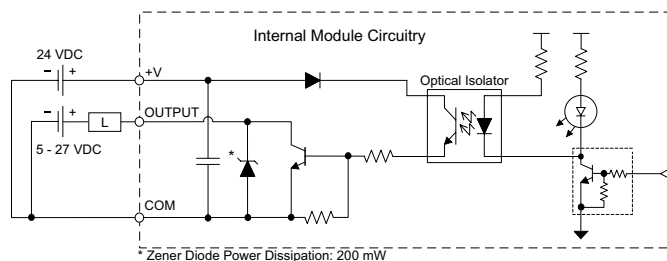 Internal Module Circuitry
24 VDC
− +
+V
Optical Isolator
− +
OUTPUT
L
5 - 27 VDC
*
COM
* Zener Diode Power Dissipation: 200 mW